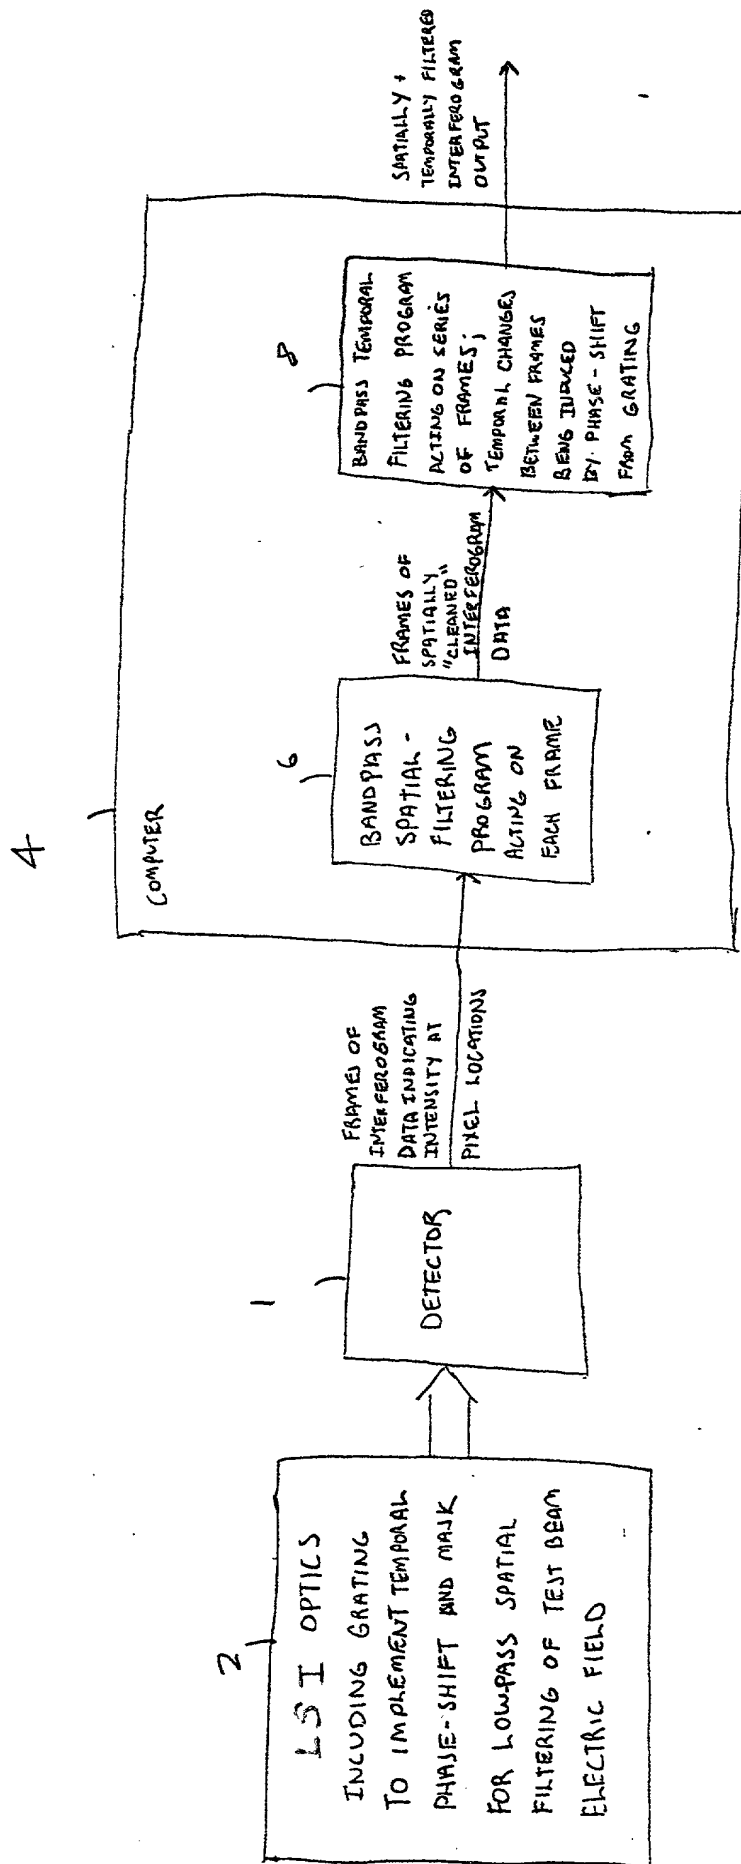 2
LSI OPTICS
INCLUDING GRATING
TO IMPLEMENT TEMPORAL
PHASE-SHIFT AND MASK
FOR LOW-PASS SPATIAL
FILTERING OF TEST BEAM
ELECTRIC FIELD
1
DETECTOR
FRAMES OF
INTERFEROGRAM
DATA INDICATING
INTENSITY AT
PIXEL LOCATIONS
4
COMPUTER
6
BANDPASS
SPATIAL-
FILTERING
PROGRAM
ACTING ON
EACH FRAME
FRAMES OF
SPATIALLY
"CLEANED"
INTERFEROGRAM
DATA
8
BANDPASS TEMPORAL
FILTERING PROGRAM
ACTING ON SERIES
OF FRAMES;
TEMPORAL CHANGES
BETWEEN FRAMES
BEING INDUCED
BY PHASE-SHIFT
FROM GRATING
SPATIALLY +
TEMPORALLY FILTERED
INTERFEROGRAM
OUTPUT